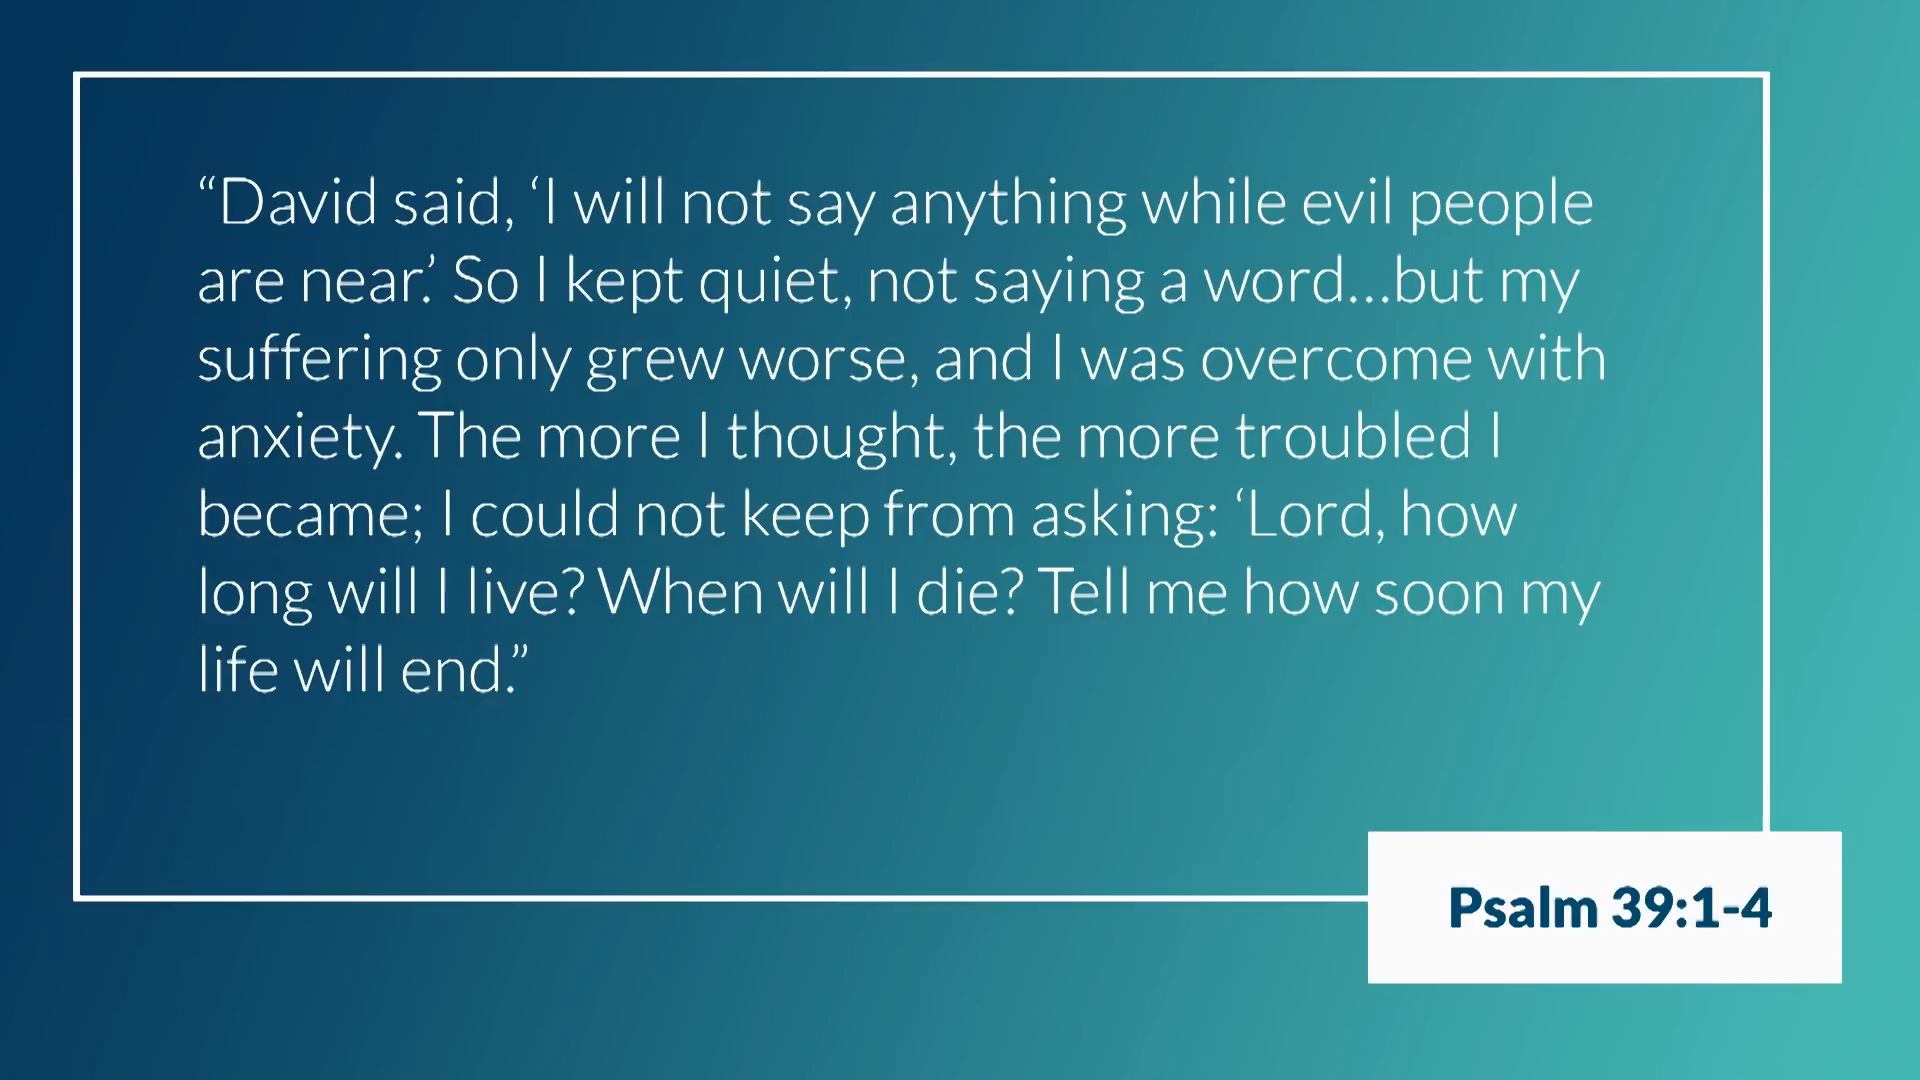 “David said, ‘I will not say anything while evil people
are near.’ So I kept quiet, not saying a word...but my
suffering only grew worse, and I was overcome with
anxiety. The more I thought, the more troubled I
became; I could not keep from asking: ‘Lord, how
long will I live? When will I die? Tell me how soon my
life will end.”
Psalm 39:1-4